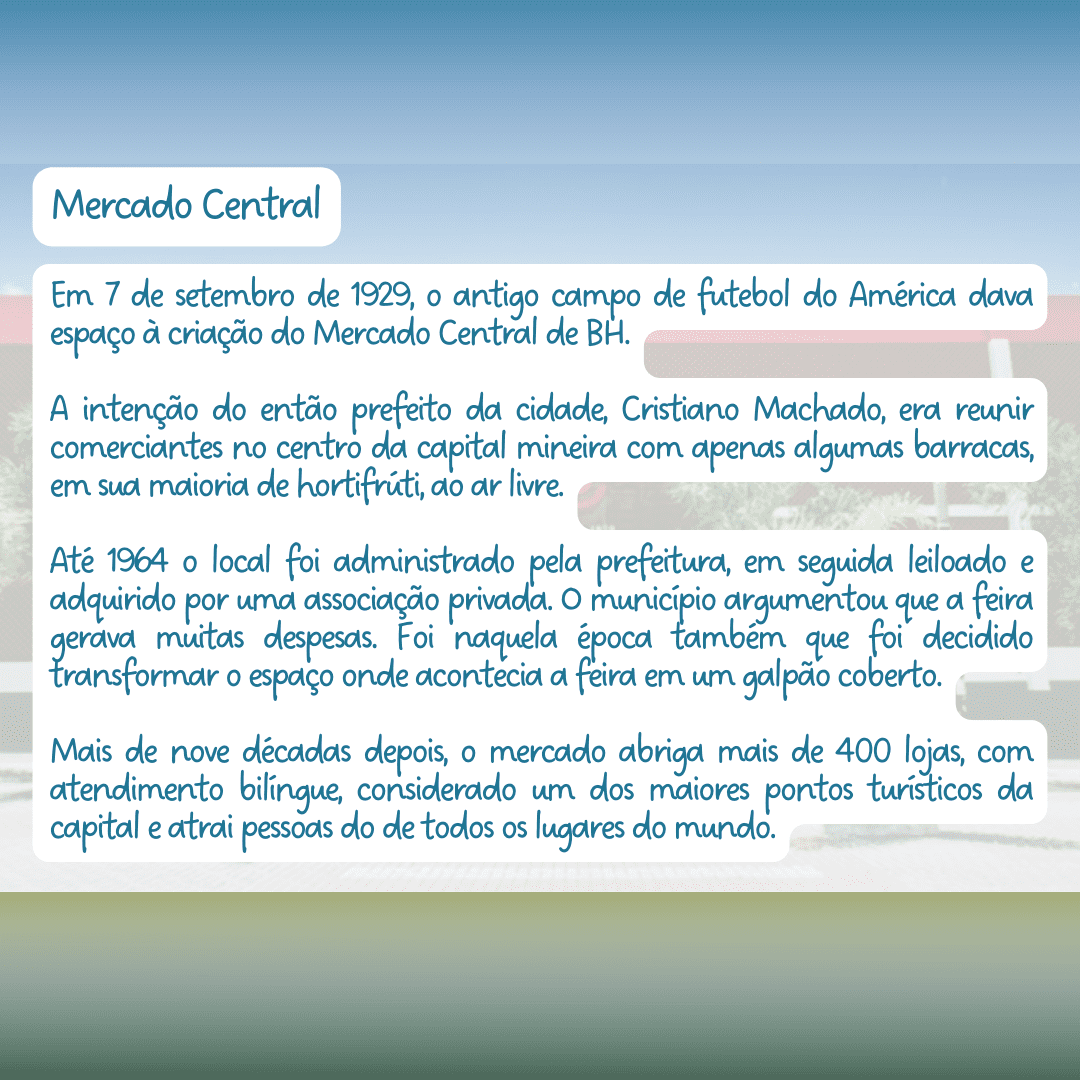 Mercado Central
Em 7 de setembro de 1929, o antigo campo de futebol do América dava
espaço à criação do Mercado Central de BH.
A intenção do então prefeito da cidade, Cristiano Machado, era reunir
comerciantes no centro da capital mineira com apenas algumas barracas,
em sua maioria de hortifrúti, ao ar livre.
Até 1964 o local foi administrado pela prefeitura, em seguida leiloado e
adquirido por uma associação privada. O município argumentou que a feira
gerava muitas despesas. Foi naquela época também que foi decidido
transformar o espaço onde acontecia a feira em um galpão coberto.
Mais de nove décadas depois, o mercado abriga mais de 400 lojas, com
atendimento bilíngue, considerado um dos maiores pontos turísticos da
capital e atrai pessoas do de todos os lugares do mundo.